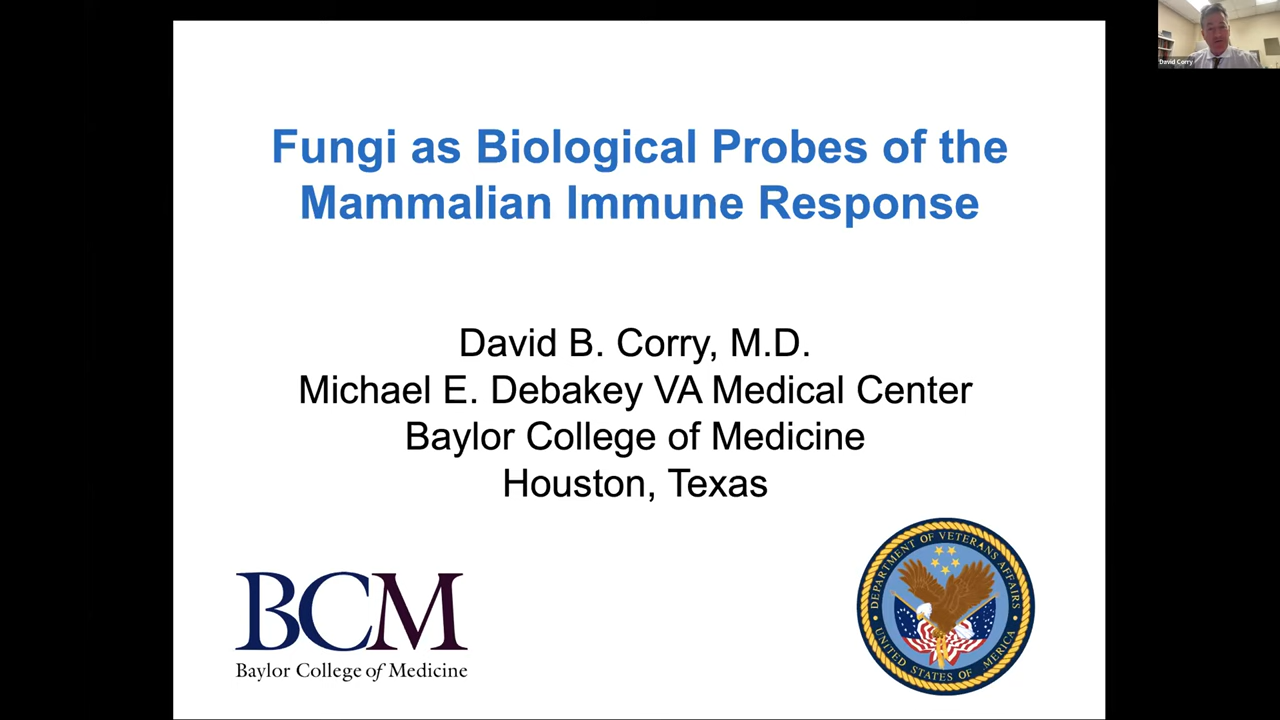 David Corry
Fungi as Biological Probes of the
Mammalian Immune Response
David B. Corry, M.D.
Michael E. Debakey VA Medical Center
Baylor College of Medicine
Houston, Texas
BCM
Baylor College of Medicine
DEPARTMENT OF VETERANS AFFAIRS
UNITED STATES OF AMERICA